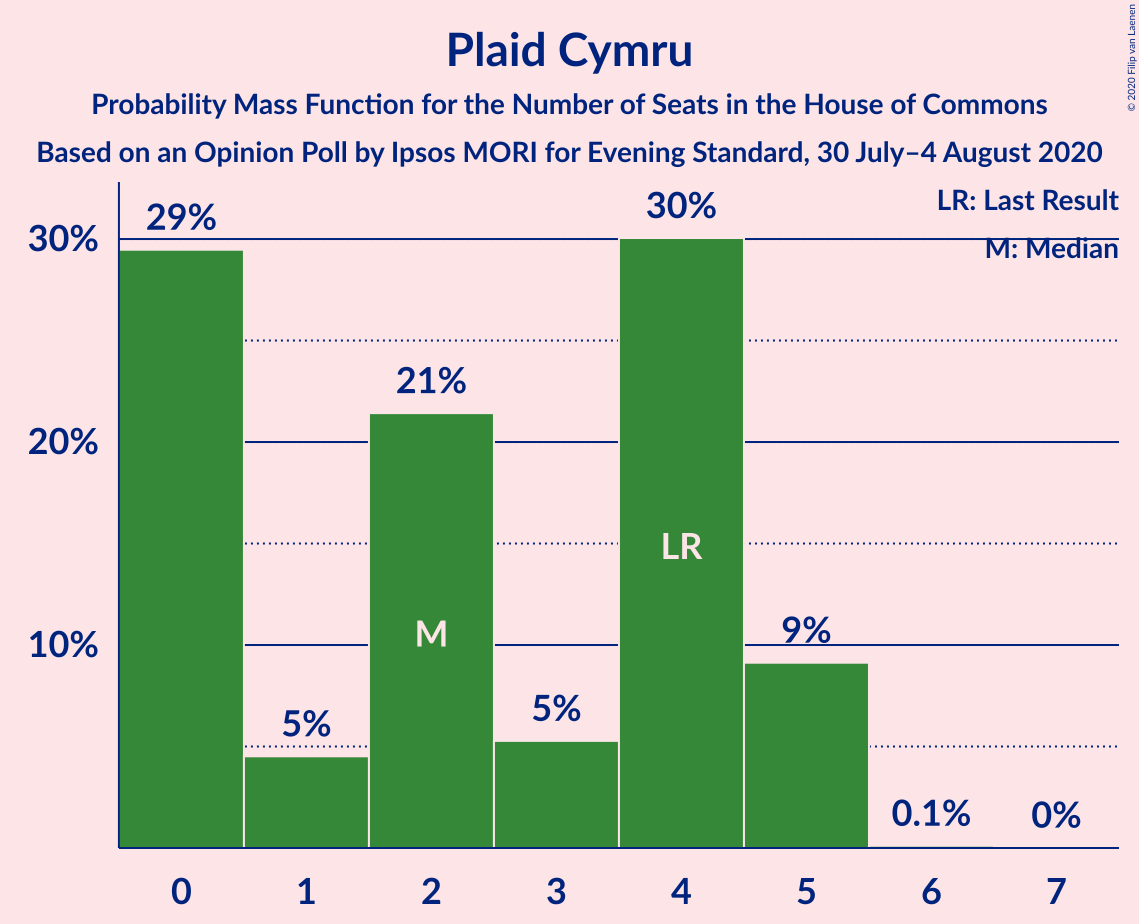 Plaid Cymru
Probability Mass Function for the Number of Seats in the House of Commons
Based on an Opinion Poll by Ipsos MORI for Evening Standard, 30 July–4 August 2020
© 2020 Filip van Laenen
LR: Last Result
M: Median
30%
20%
10%
29%
5%
21%
5%
30%
9%
0.1%
0%
M
LR
0 1 2 3 4 5 6 7